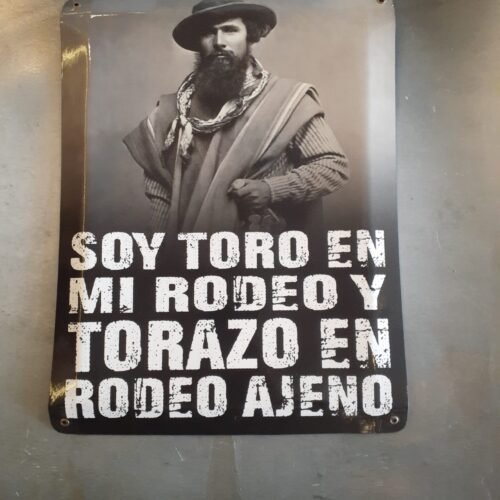 SOY TORO EN
MI RODEO Y
TORAZO EN
RODEO AJENO